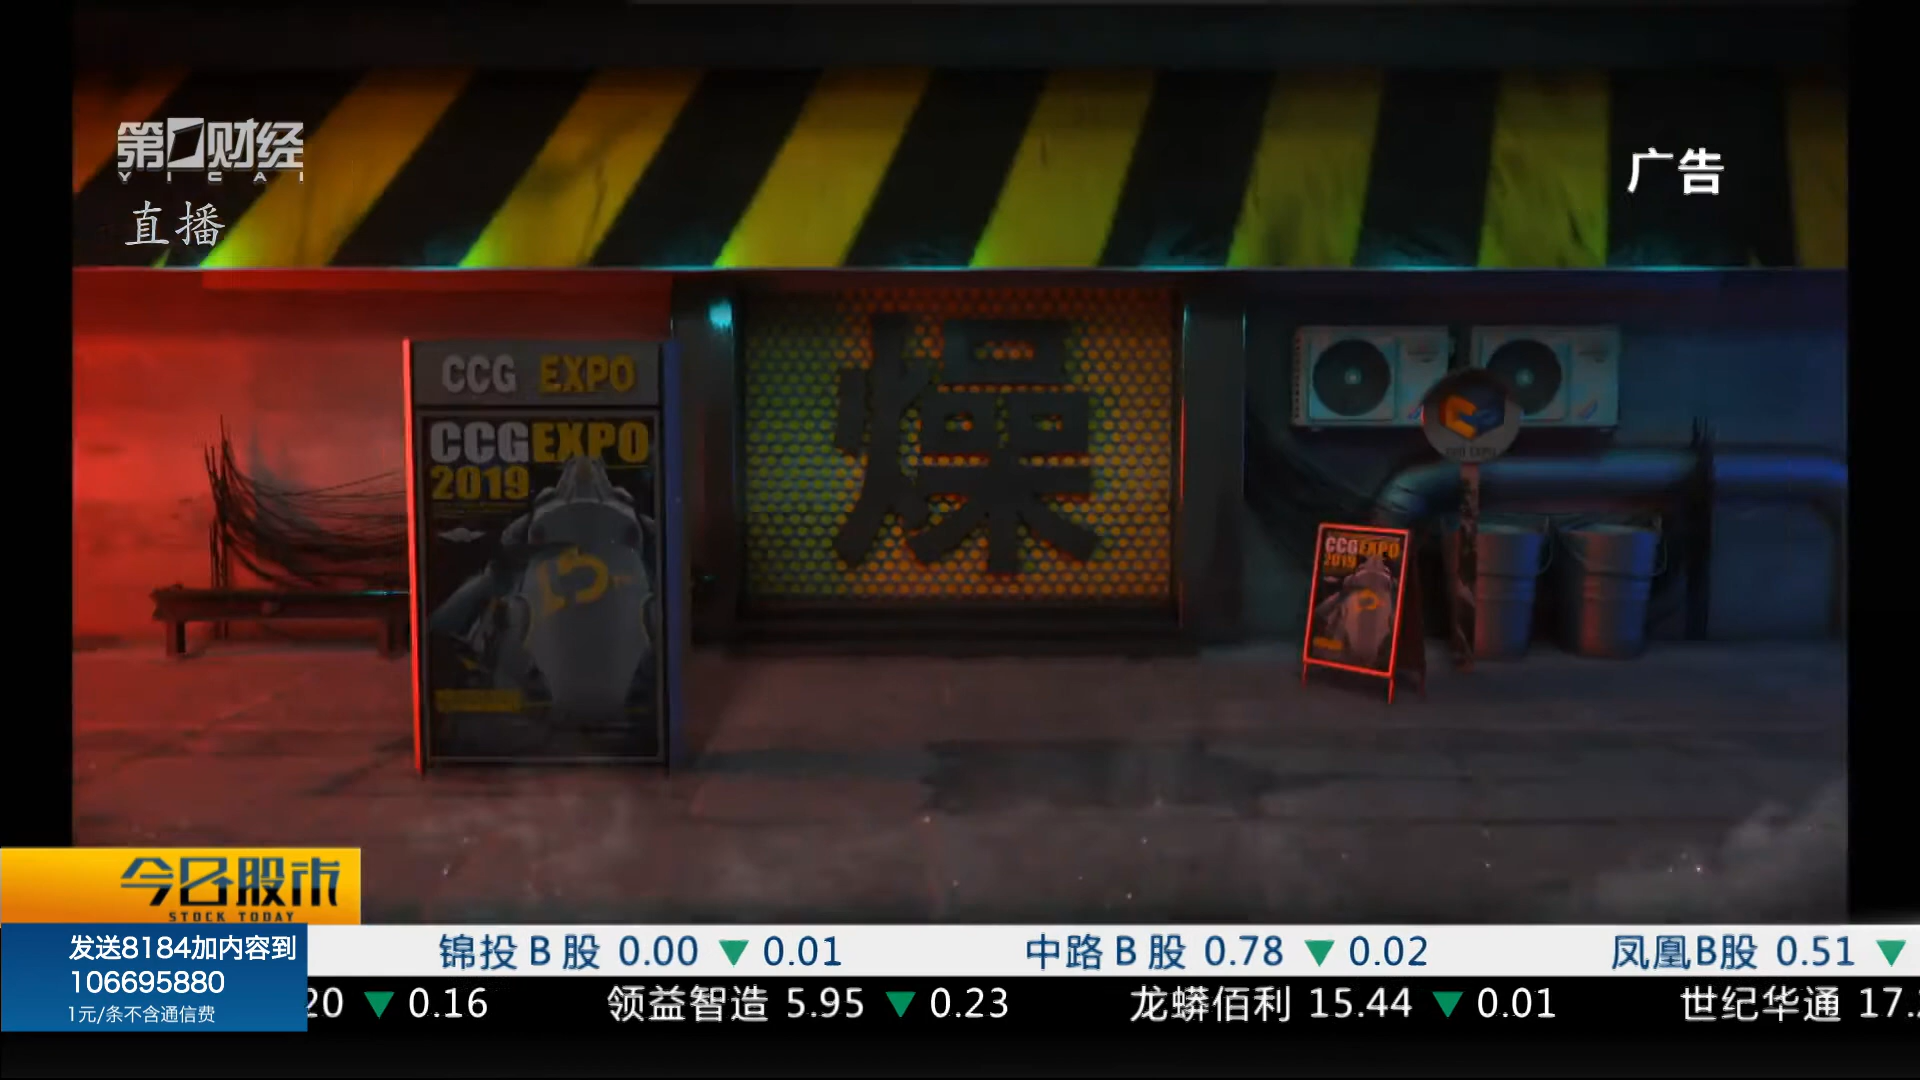 第一财经
YICAI
直播
广告
CCG EXPO
CCGEXPO
2019
燥
CCGEXPO
2019
今日股市
STOCK TODAY
发送8184加内容到
106695880
1元/条不含通信费
锦投B股 0.00 ▼ 0.01 中路B股 0.78 ▼ 0.02 凤凰B股 0.51 ▼
20 ▼ 0.16 领益智造 5.95 ▼ 0.23 龙蟒佰利 15.44 ▼ 0.01 世纪华通 17.